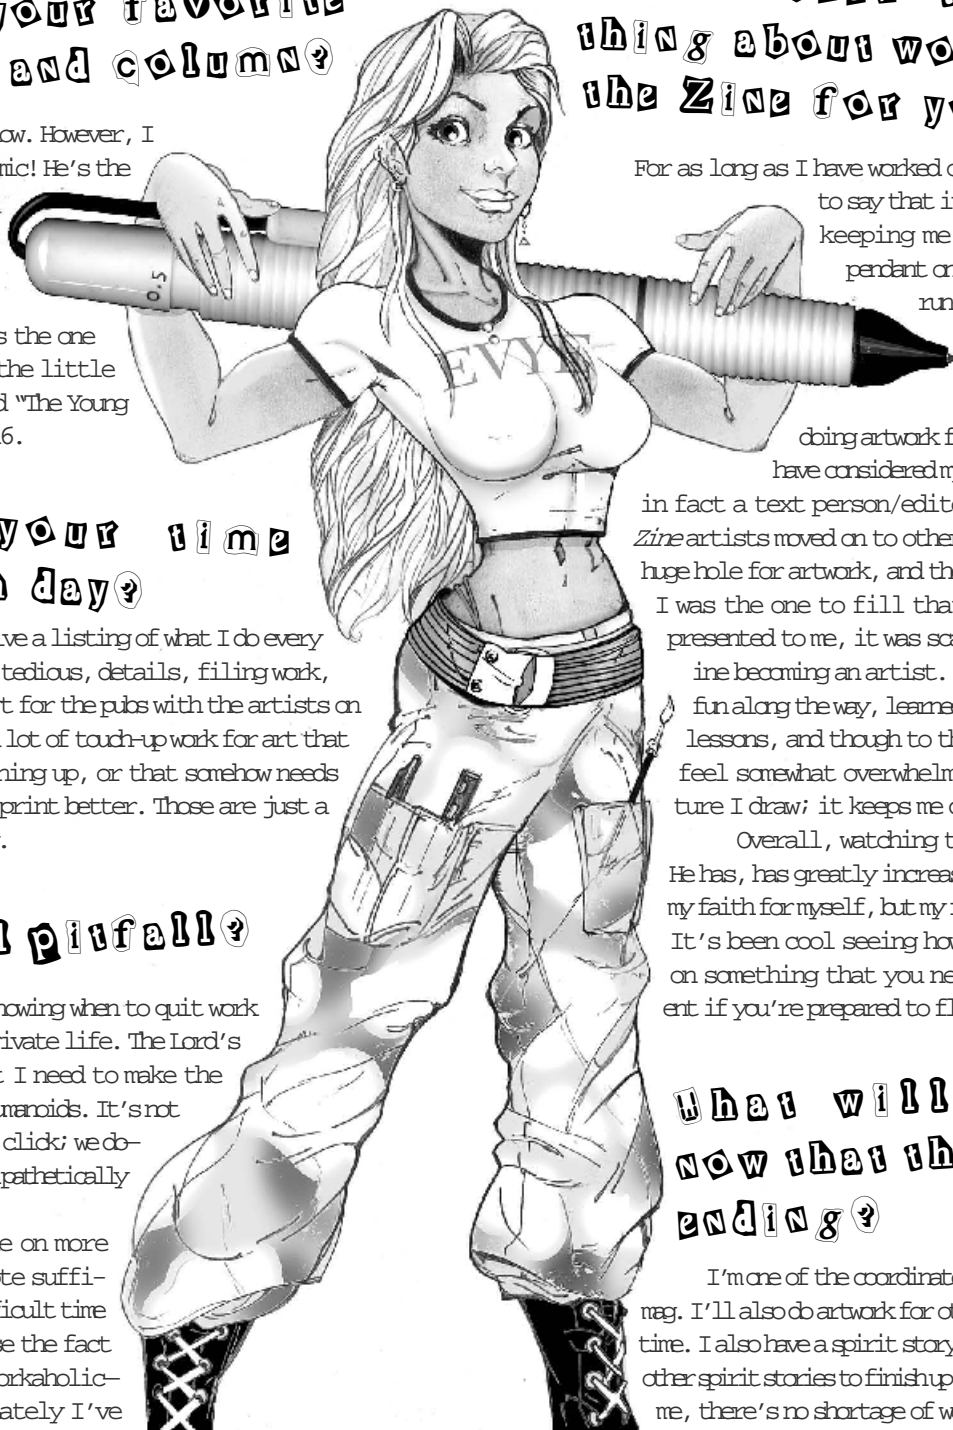 your favorite
and column?
ow. However, I
mic! He's the
s the one
the little
d "The Young
6.
your time
n day?
ive a listing of what I do every
tedious, details, filing work,
t for the pubs with the artists on
lot of touch-up work for art that
ning up, or that somehow needs
print better. Those are just a
pitfall?
nowing when to quit work
rivate life. The Lord's
t I need to make the
umanoids. It's not
click; we do-
pathetically
e on more
te suffi-
ficult time
se the fact
orkaholic—
ately I've
0.5
EVYE
thing about wo
the Zine for y
For as long as I have worked o
to say that i
keeping me
pendant on
run
doing artwork f
have considered my
in fact a text person/edit
Zine artists moved on to other
huge hole for artwork, and th
I was the one to fill that
presented to me, it was sca
ine becoming an artist.
fun along the way, learne
lessons, and though to th
feel somewhat overwhelm
ture I draw; it keeps me d
Overall, watching t
He has, has greatly increas
my faith for myself, but my f
It's been cool seeing how
on something that you ne
ent if you're prepared to fl
What will
now that th
ending?
I'm one of the coordinat
mag. I'll also do artwork for ot
time. I also have a spirit story
other spirit stories to finish up
me, there's no shortage of w